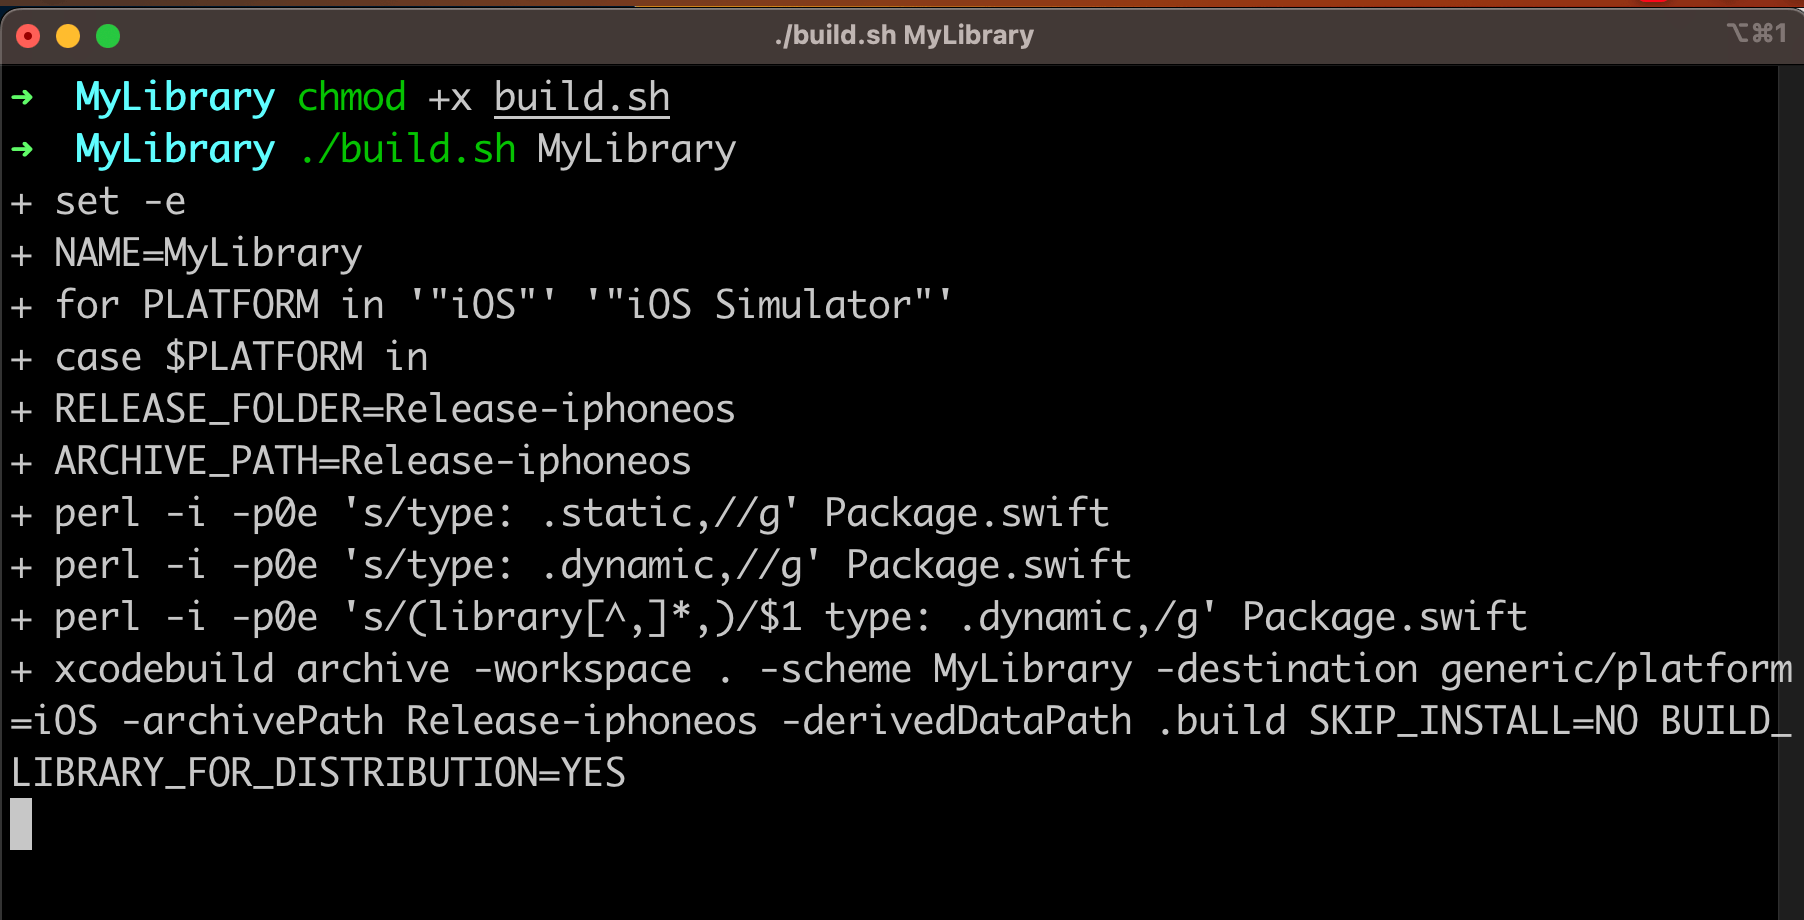 ./build.sh MyLibrary
⌥⌘1
➜ MyLibrary chmod +x build.sh
➜ MyLibrary ./build.sh MyLibrary
+ set -e
+ NAME=MyLibrary
+ for PLATFORM in '"iOS"' '"iOS Simulator"'
+ case $PLATFORM in
+ RELEASE_FOLDER=Release-iphoneos
+ ARCHIVE_PATH=Release-iphoneos
+ perl -i -p0e 's/type: .static,//g' Package.swift
+ perl -i -p0e 's/type: .dynamic,//g' Package.swift
+ perl -i -p0e 's/(library[^,]*,)/$1 type: .dynamic,/g' Package.swift
+ xcodebuild archive -workspace . -scheme MyLibrary -destination generic/platform
=iOS -archivePath Release-iphoneos -derivedDataPath .build SKIP_INSTALL=NO BUILD_
LIBRARY_FOR_DISTRIBUTION=YES